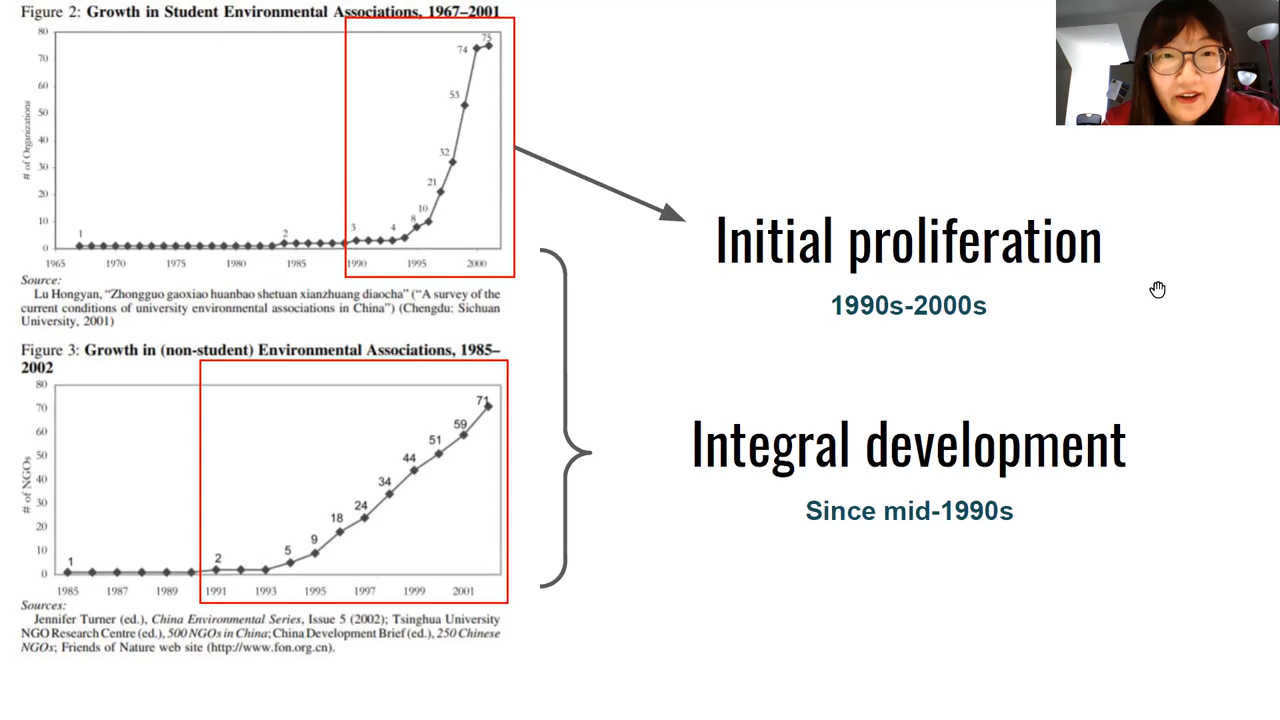 Figure 2: Growth in Student Environmental Associations, 1967–2001
80
70
60
50
40
30
20
10
0
# of Organizations
1
2
3
4
8
10
21
32
53
74
75
1965 1970 1975 1980 1985 1990 1995 2000
Source:
Lu Hongyan, “Zhongguo gaoxiao huanbao shetuan xianzhuang diaocha” (“A survey of the
current conditions of university environmental associations in China”) (Chengdu: Sichuan
University, 2001)
Figure 3: Growth in (non-student) Environmental Associations, 1985–
2002
80
70
60
50
40
30
20
10
0
# of NGOs
1
2
5
9
18
24
34
44
51
59
71
1985 1987 1989 1991 1993 1995 1997 1999 2001
Sources:
Jennifer Turner (ed.), China Environmental Series, Issue 5 (2002); Tsinghua University
NGO Research Centre (ed.), 500 NGOs in China; China Development Brief (ed.), 250 Chinese
NGOs; Friends of Nature web site (http://www.fon.org.cn).
Initial proliferation
1990s-2000s
Integral development
Since mid-1990s